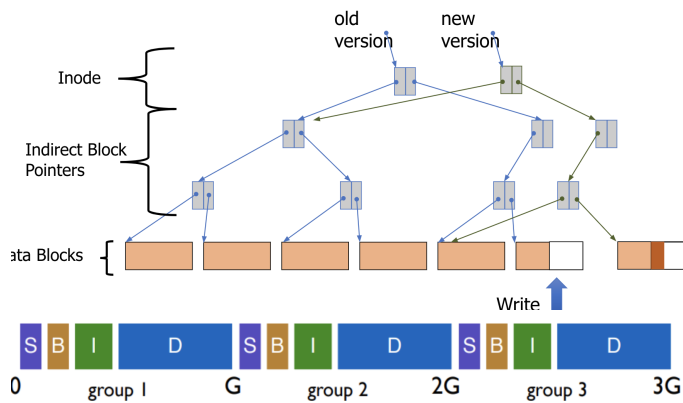 old new
version version
Inode
Indirect Block
Pointers
ata Blocks
Write
S B I D S B I D S B I D
0 group 1 G group 2 2G group 3 3G